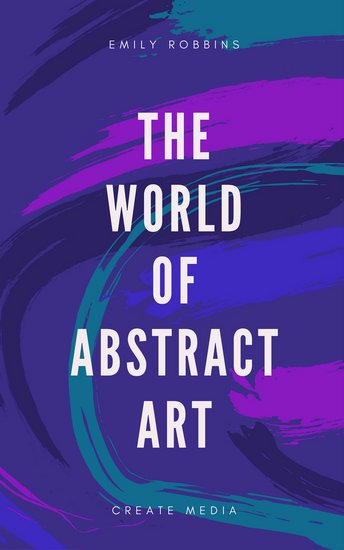 EMILY ROBBINS
THE
WORLD
OF
ABSTRACT
ART
CREATE MEDIA